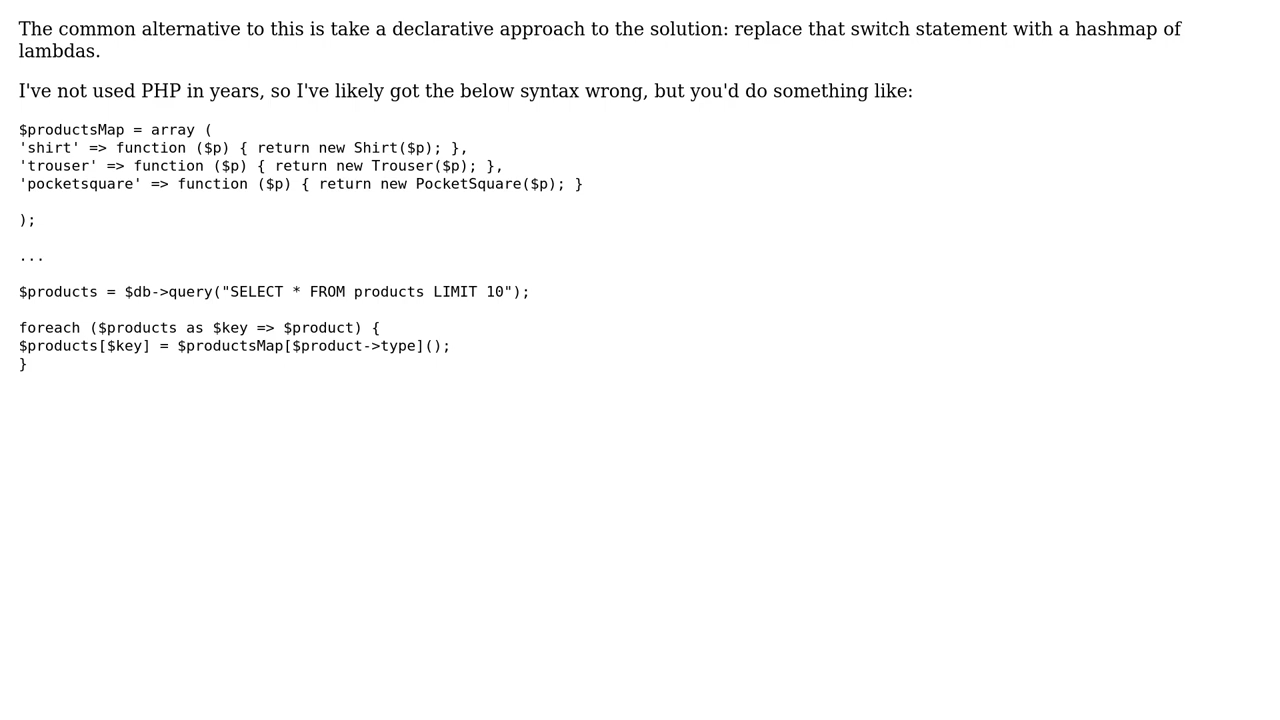 The common alternative to this is take a declarative approach to the solution: replace that switch statement with a hashmap of
lambdas.
I've not used PHP in years, so I've likely got the below syntax wrong, but you'd do something like:
$productsMap = array (
'shirt' => function ($p) { return new Shirt($p); },
'trouser' => function ($p) { return new Trouser($p); },
'pocketsquare' => function ($p) { return new PocketSquare($p); }
);
...
$products = $db->query("SELECT * FROM products LIMIT 10");
foreach ($products as $key => $product) {
$products[$key] = $productsMap[$product->type]();
}